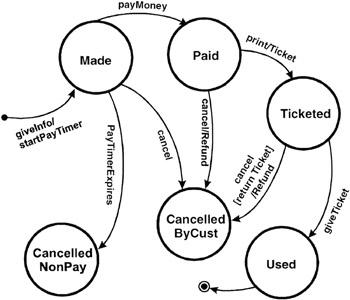 payMoney
Made
Paid
print/Ticket
giveInfo/
startPayTimer
PayTimerExpires
cancel
cancel/Refund
Ticketed
cancel
[return Ticket]
/Refund
giveTicket
Cancelled
ByCust
Cancelled
NonPay
Used